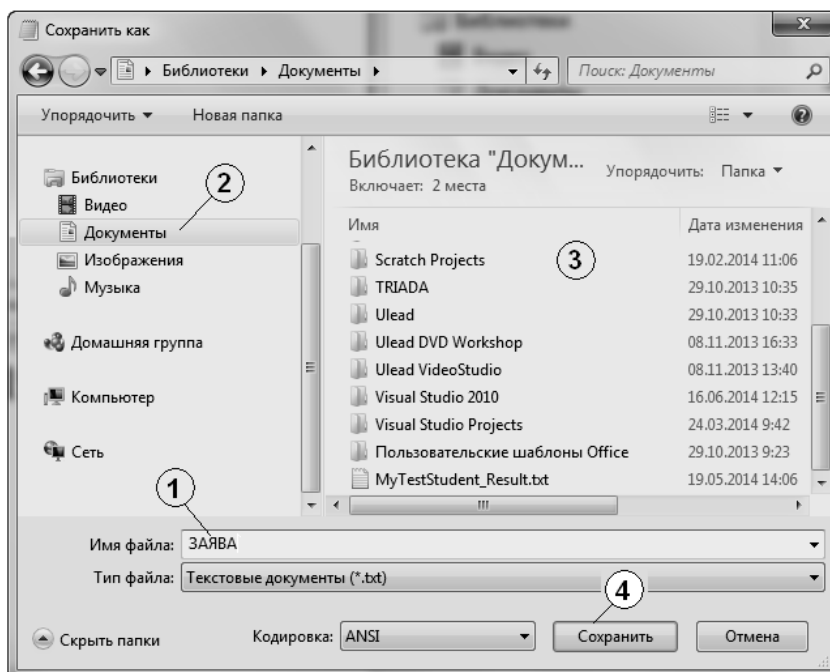 Сохранить как
Библиотеки Документы Поиск: Документы
Упорядочить Новая папка
Библиотеки
Видео
Документы
Изображения
Музыка
Домашняя группа
Компьютер
Сеть
2
Библиотека "Докум...
Включает: 2 места
Упорядочить: Папка
Имя Дата изменения
3
Scratch Projects 19.02.2014 11:06
TRIADA 29.10.2013 10:35
Ulead 29.10.2013 10:33
Ulead DVD Workshop 08.11.2013 16:33
Ulead VideoStudio 08.11.2013 13:40
Visual Studio 2010 16.06.2014 12:15
Visual Studio Projects 24.03.2014 9:42
Пользовательские шаблоны Office 29.10.2013 9:23
MyTestStudent_Result.txt 19.05.2014 14:06
1
Имя файла: ЗАЯВА
Тип файла: Текстовые документы (*.txt)
4
Скрыть папки Кодировка: ANSI Сохранить Отмена